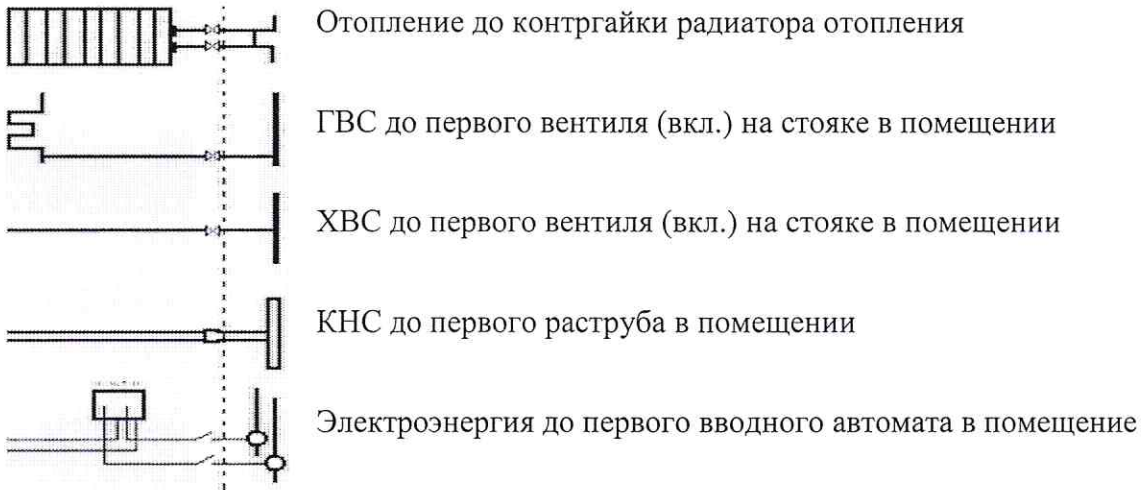 Отопление до контргайки радиатора отопления
ГВС до первого вентиля (вкл.) на стояке в помещении
ХВС до первого вентиля (вкл.) на стояке в помещении
КНС до первого раструба в помещении
Электроэнергия до первого вводного автомата в помещение